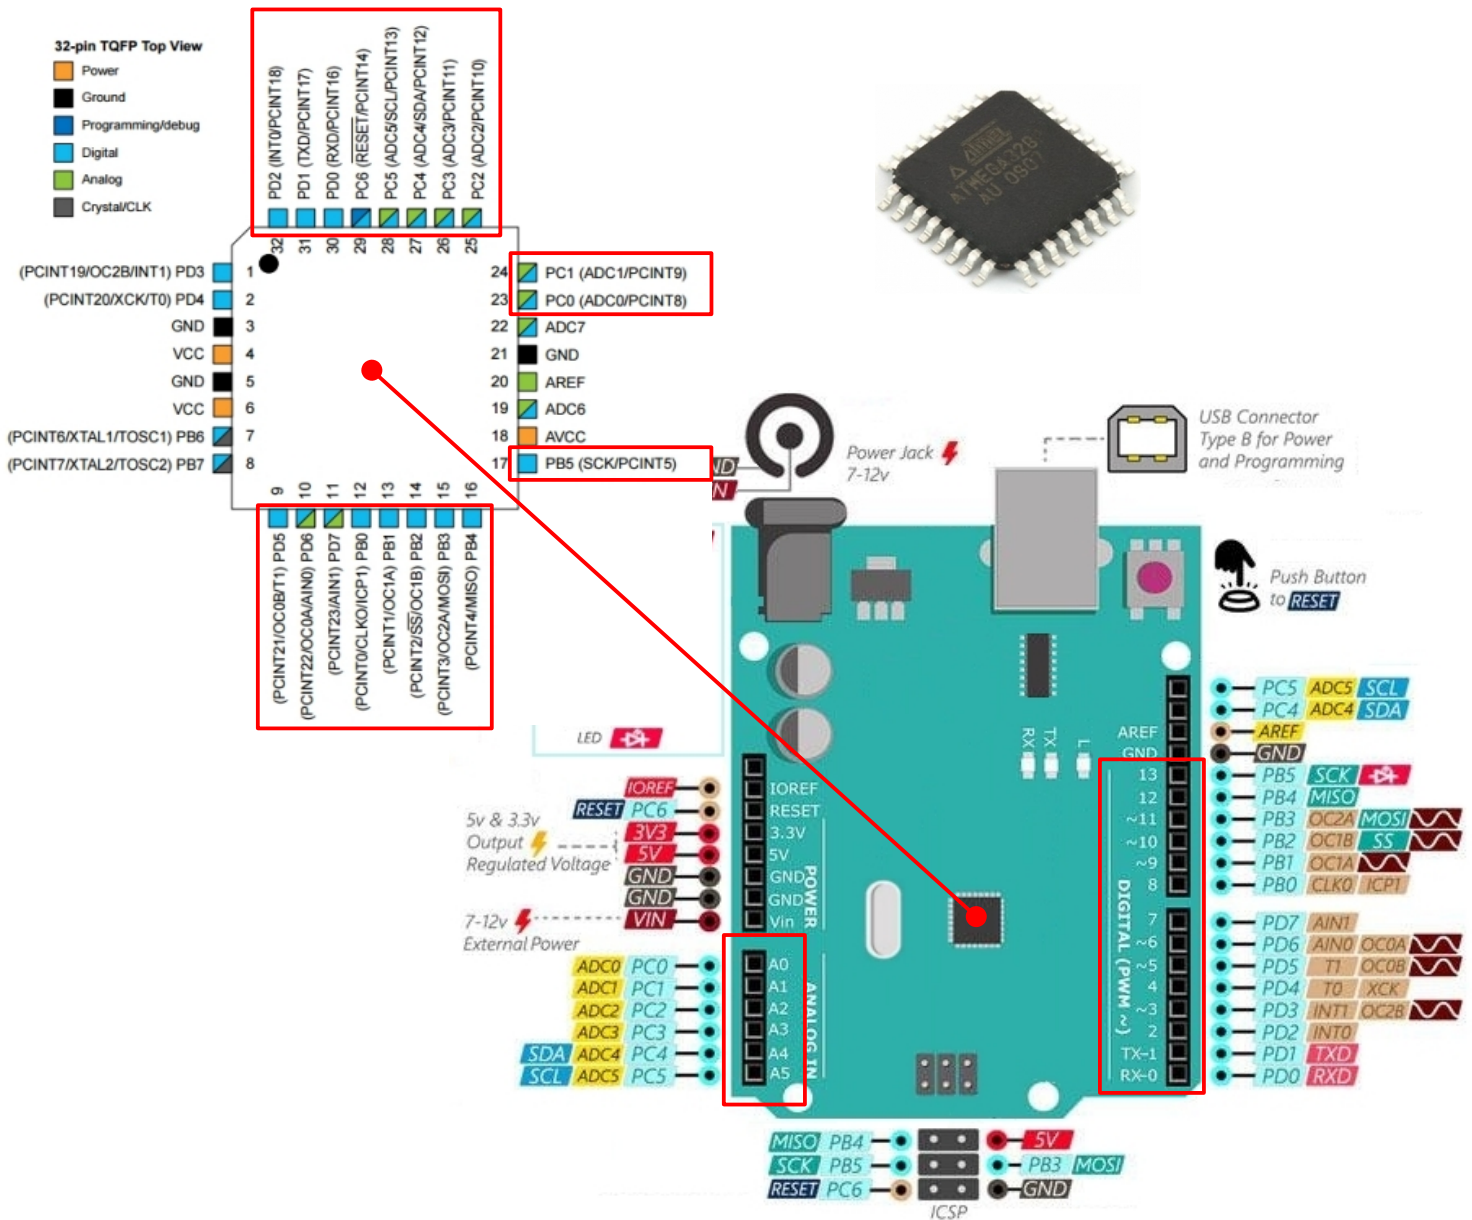 32-pin TQFP Top View
Power
Ground
Programming/debug
Digital
Analog
Crystal/CLK
PD2 (INT0/PCINT18)
PD1 (TXD/PCINT17)
PD0 (RXD/PCINT16)
PC6 (RESET/PCINT14)
PC5 (ADC5/SCL/PCINT13)
PC4 (ADC4/SDA/PCINT12)
PC3 (ADC3/PCINT11)
PC2 (ADC2/PCINT10)
32 31 30 29 28 27 26 25
(PCINT19/OC2B/INT1) PD3 1
(PCINT20/XCK/T0) PD4 2
GND 3
VCC 4
GND 5
VCC 6
(PCINT6/XTAL1/TOSC1) PB6 7
(PCINT7/XTAL2/TOSC2) PB7 8
24 PC1 (ADC1/PCINT9)
23 PC0 (ADC0/PCINT8)
22 ADC7
21 GND
20 AREF
19 ADC6
18 AVCC
17 PB5 (SCK/PCINT5)
9 10 11 12 13 14 15 16
(PCINT21/OC0B/T1) PD5
(PCINT22/OC0A/AIN0) PD6
(PCINT23/AIN1) PD7
(PCINT0/CLKO/ICP1) PB0
(PCINT1/OC1A) PB1
(PCINT2/SS/OC1B) PB2
(PCINT3/OC2A/MOSI) PB3
(PCINT4/MISO) PB4
ATMEL
ATMEGA328
AU 0907
ND
IN
Power Jack
7-12v
USB Connector
Type B for Power
and Programming
Push Button
to RESET
LED
RX TX L
IOREF
RESET PC6
3V3
5V
GND
GND
VIN
5v & 3.3v
Output
Regulated Voltage
7-12v
External Power
IOREF
RESET
3.3V
5V
GND
GND
Vin
POWER
ADC0 PC0
ADC1 PC1
ADC2 PC2
ADC3 PC3
SDA ADC4 PC4
SCL ADC5 PC5
A0
A1
A2
A3
A4
A5
ANALOG IN
AREF
GND
13
12
~11
~10
~9
8
7
~6
~5
4
~3
2
TX-1
RX-0
DIGITAL (PWM ~)
PC5 ADC5 SCL
PC4 ADC4 SDA
AREF
GND
PB5 SCK
PB4 MISO
PB3 OC2A MOSI
PB2 OC1B SS
PB1 OC1A
PB0 CLK0 ICP1
PD7 AIN1
PD6 AIN0 OC0A
PD5 T1 OC0B
PD4 T0 XCK
PD3 INT1 OC2B
PD2 INT0
PD1 TXD
PD0 RXD
MISO PB4 5V
SCK PB5 PB3 MOSI
RESET PC6 GND
ICSP